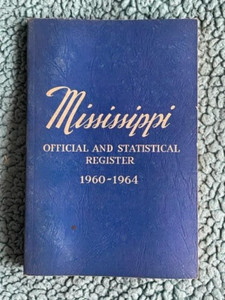 Mississippi
OFFICIAL AND STATISTICAL
REGISTER
1960-1964